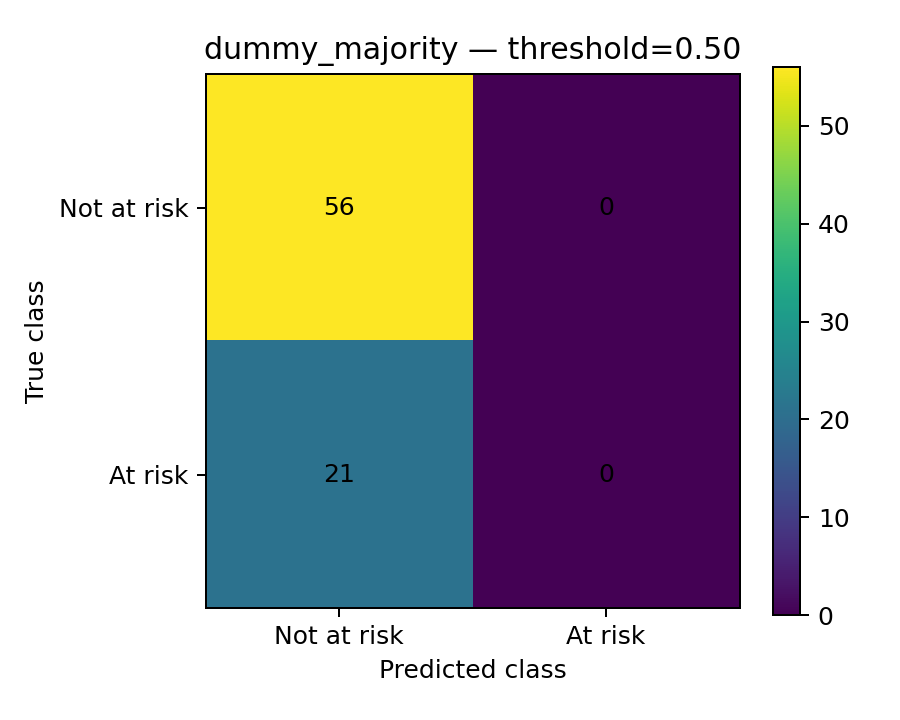 dummy_majority — threshold=0.50
50
40
30
20
10
0
True class
Not at risk
At risk
56
0
21
0
Not at risk
At risk
Predicted class